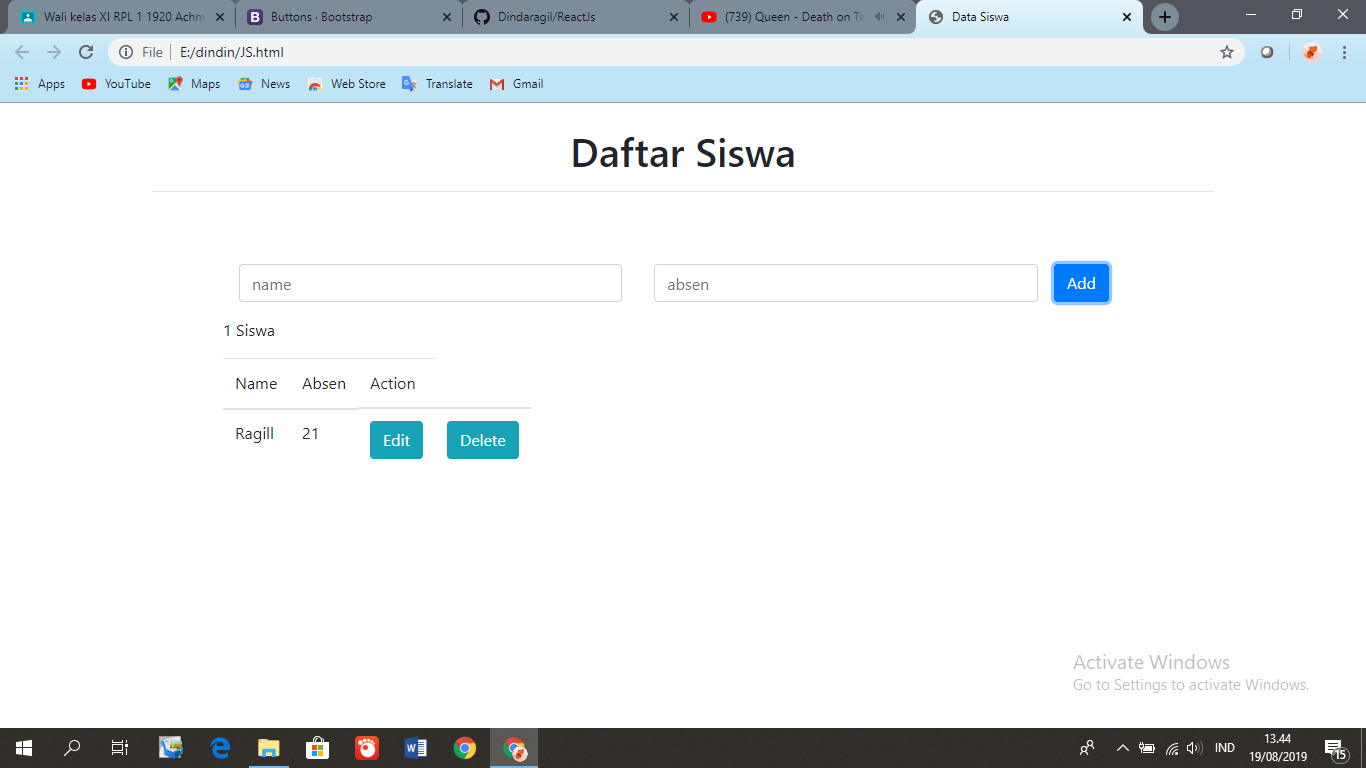 Wali kelas XI RPL 1 1920 Achm
Buttons · Bootstrap
Dindaragil/ReactJs
(739) Queen - Death on Tw
Data Siswa
File
E:/dindin/JS.html
Apps
YouTube
Maps
News
Web Store
Translate
Gmail
Daftar Siswa
name
absen
Add
1 Siswa
Name Absen Action
Ragill 21 Edit Delete
Activate Windows
Go to Settings to activate Windows.
IND
13.44
19/08/2019
15